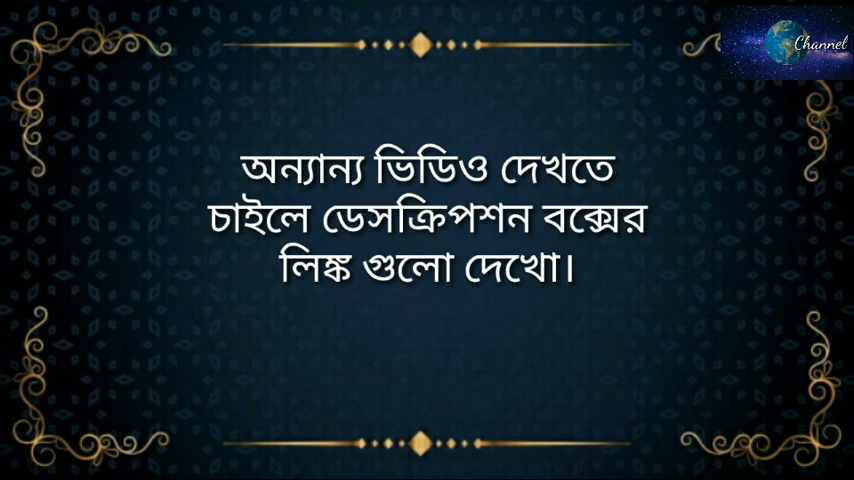 Channel
অন্যান্য ভিডিও দেখতে
চাইলে ডেসক্রিপশন বক্সের
লিঙ্ক গুলো দেখো।